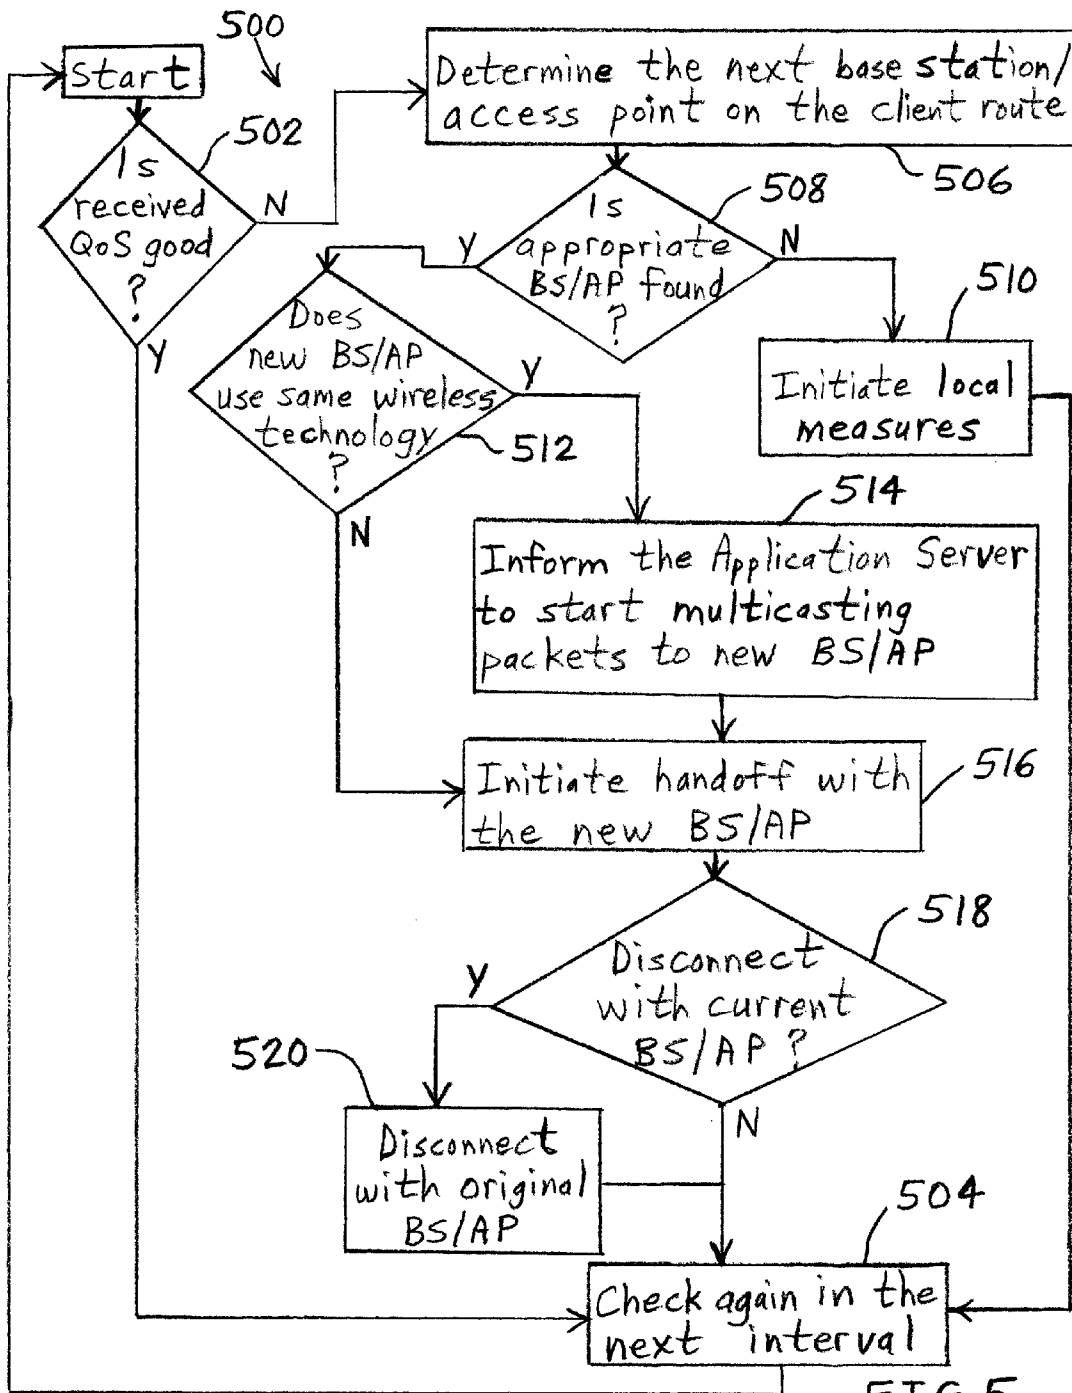 500
Start
Determine the next base station/
access point on the client route
502
506
Is
received
QoS good
?
N
Y
508
Is
appropriate
BS/AP found
?
Y
N
510
Initiate local
measures
Does
new BS/AP
use same wireless
technology
?
Y
512
N
514
Inform the Application Server
to start multicasting
packets to new BS/AP
516
Initiate handoff with
the new BS/AP
518
Disconnect
with current
BS/AP ?
Y
N
520
Disconnect
with original
BS/AP
504
Check again in the
next interval
FIG 5